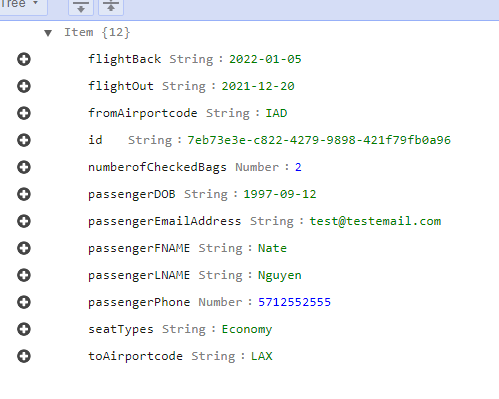 Tree
Item {12}
flightBack String : 2022-01-05
flightOut String : 2021-12-20
fromAirportcode String : IAD
id String : 7eb73e3e-c822-4279-9898-421f79fb0a96
numberofCheckedBags Number : 2
passengerDOB String : 1997-09-12
passengerEmailAddress String : test@testemail.com
passengerFNAME String : Nate
passengerLNAME String : Nguyen
passengerPhone Number : 5712552555
seatTypes String : Economy
toAirportcode String : LAX